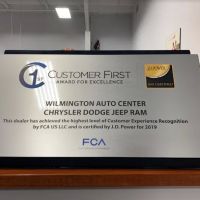 C1ST CUSTOMER FIRST
AWARD FOR EXCELLENCE
WILMINGTON AUTO CENTER
CHRYSLER DODGE JEEP RAM
This dealer has achieved the highest level of Customer Experience Recognition
by FCA US LLC and is certified by J.D. Power for 2019
FCA